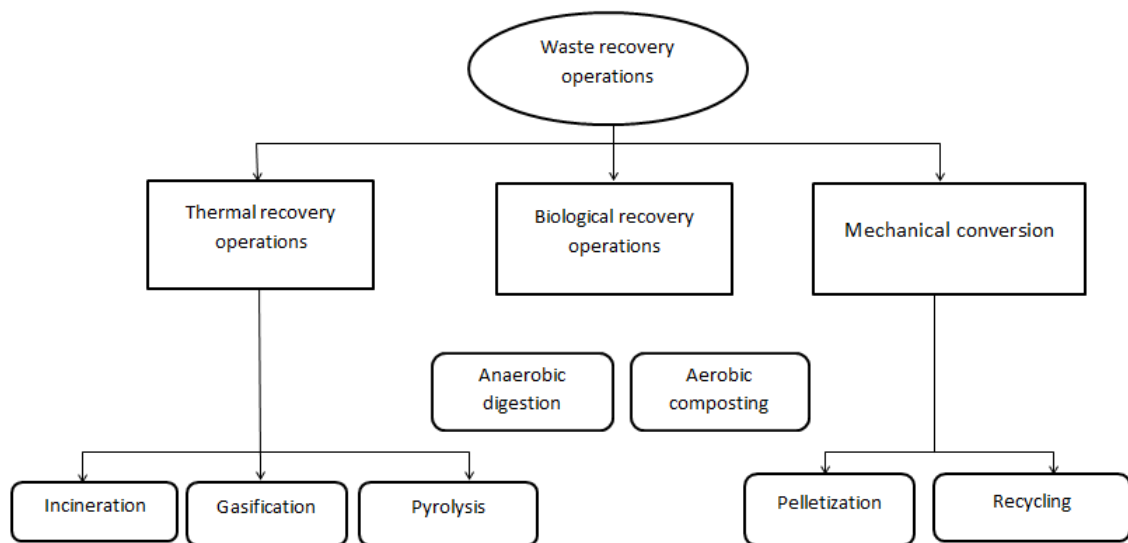 Waste recovery
operations
Thermal recovery
operations
Biological recovery
operations
Mechanical conversion
Anaerobic
digestion
Aerobic
composting
Incineration
Gasification
Pyrolysis
Pelletization
Recycling